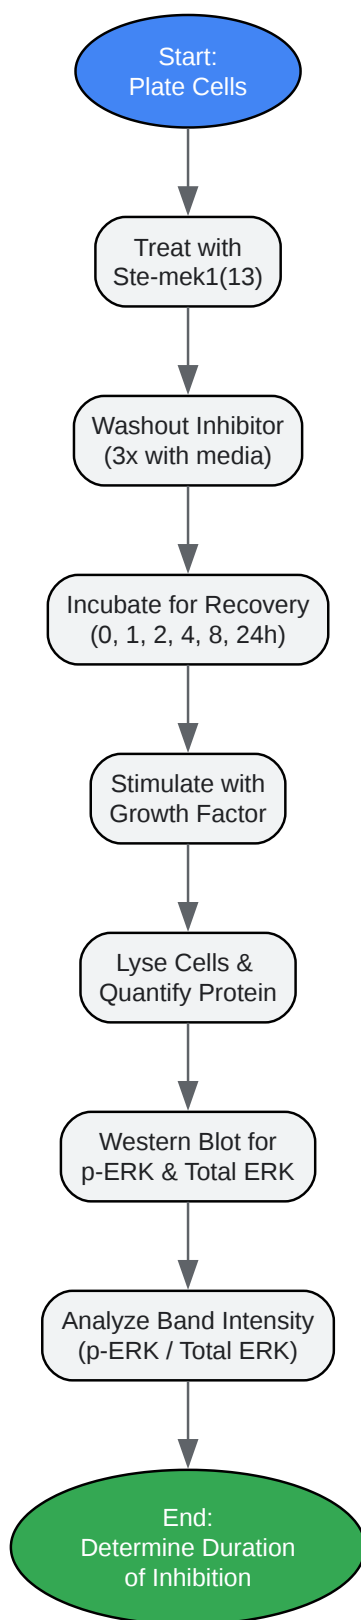 Start:
Plate Cells
Treat with
Ste-mek1(13)
Washout Inhibitor
(3x with media)
Incubate for Recovery
(0, 1, 2, 4, 8, 24h)
Stimulate with
Growth Factor
Lyse Cells &
Quantify Protein
Western Blot for
p-ERK & Total ERK
Analyze Band Intensity
(p-ERK / Total ERK)
End:
Determine Duration
of Inhibition